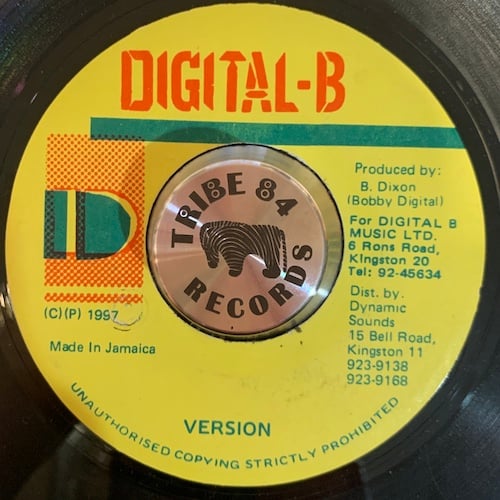 DIGITAL-B
TRIBE 84
RECORDS
Produced by:
B. Dixon
(Bobby Digital)
For DIGITAL B
MUSIC LTD.
6 Rons Road,
Kingston 20
Tel: 92-45634
Dist. by.
Dynamic
Sounds
15 Bell Road,
Kingston 11
923-9138
923-9168
D
(C)(P) 1997
Made In Jamaica
VERSION
UNAUTHORISED COPYING STRICTLY PROHIBITED